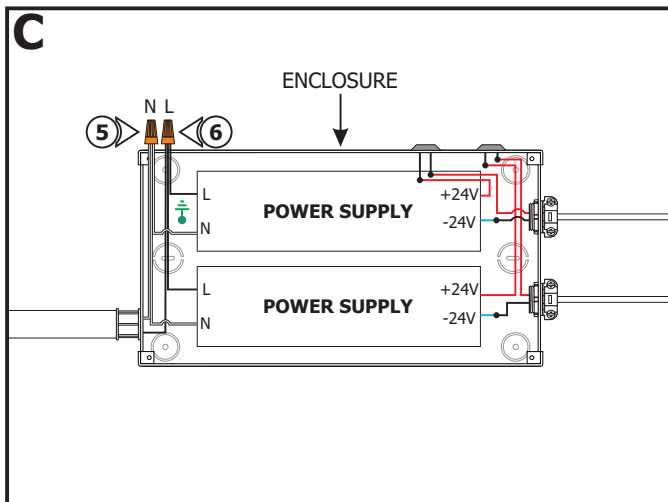 C
ENCLOSURE
N L
5
6
L
+24V
POWER SUPPLY
N
-24V
L
+24V
POWER SUPPLY
N
-24V